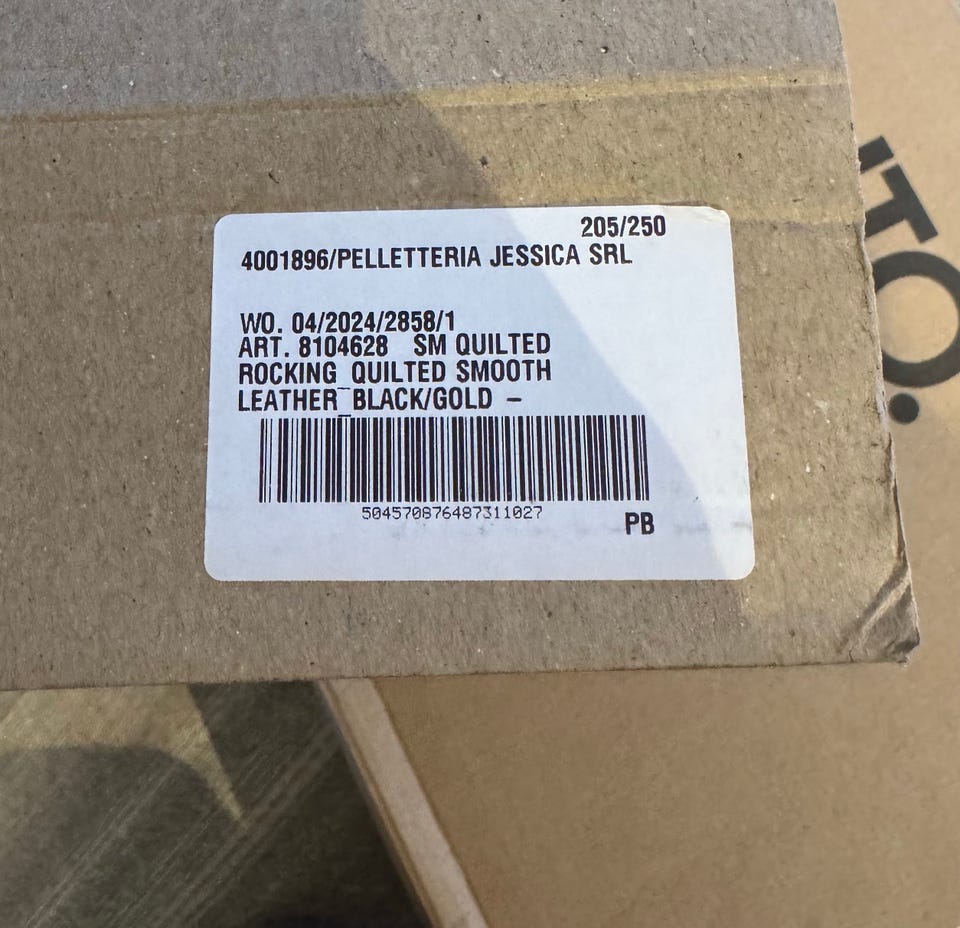 205/250
4001896/PELLETTERIA JESSICA SRL
WO. 04/2024/2858/1
ART. 8104628 SM QUILTED
ROCKING_QUILTED SMOOTH
LEATHER_BLACK/GOLD –
504570876487311027
PB
TO.